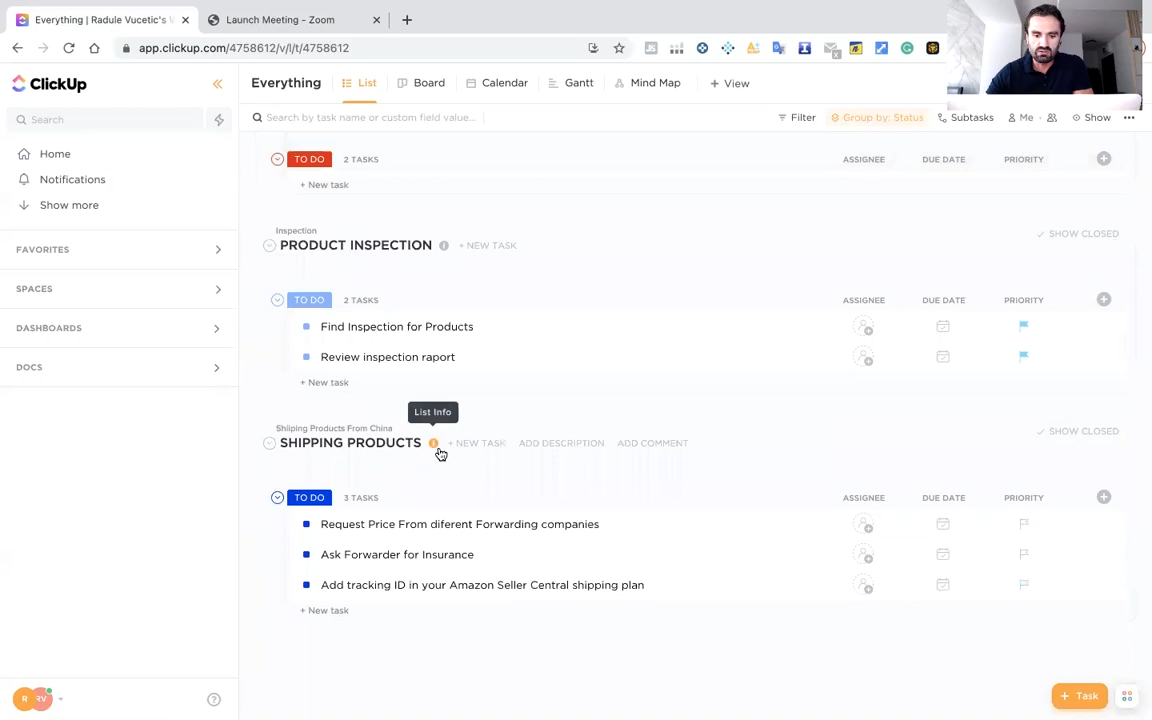 Everything | Radule Vucetic's W
Launch Meeting - Zoom
app.clickup.com/4758612/v/l/t/4758612
ClickUp
Search
Home
Notifications
Show more
FAVORITES
SPACES
DASHBOARDS
DOCS
R
RV
Everything
List
Board
Calendar
Gantt
Mind Map
+ View
Search by task name or custom field value...
Filter
Group by: Status
Subtasks
Me
Show
TO DO
2 TASKS
ASSIGNEE
DUE DATE
PRIORITY
+ New task
Inspection
PRODUCT INSPECTION
+ NEW TASK
SHOW CLOSED
TO DO
2 TASKS
ASSIGNEE
DUE DATE
PRIORITY
Find Inspection for Products
Review inspection raport
+ New task
List Info
Shiiping Products From China
SHIPPING PRODUCTS
+ NEW TASK
ADD DESCRIPTION
ADD COMMENT
SHOW CLOSED
TO DO
3 TASKS
ASSIGNEE
DUE DATE
PRIORITY
Request Price From diferent Forwarding companies
Ask Forwarder for Insurance
Add tracking ID in your Amazon Seller Central shipping plan
+ New task
+ Task